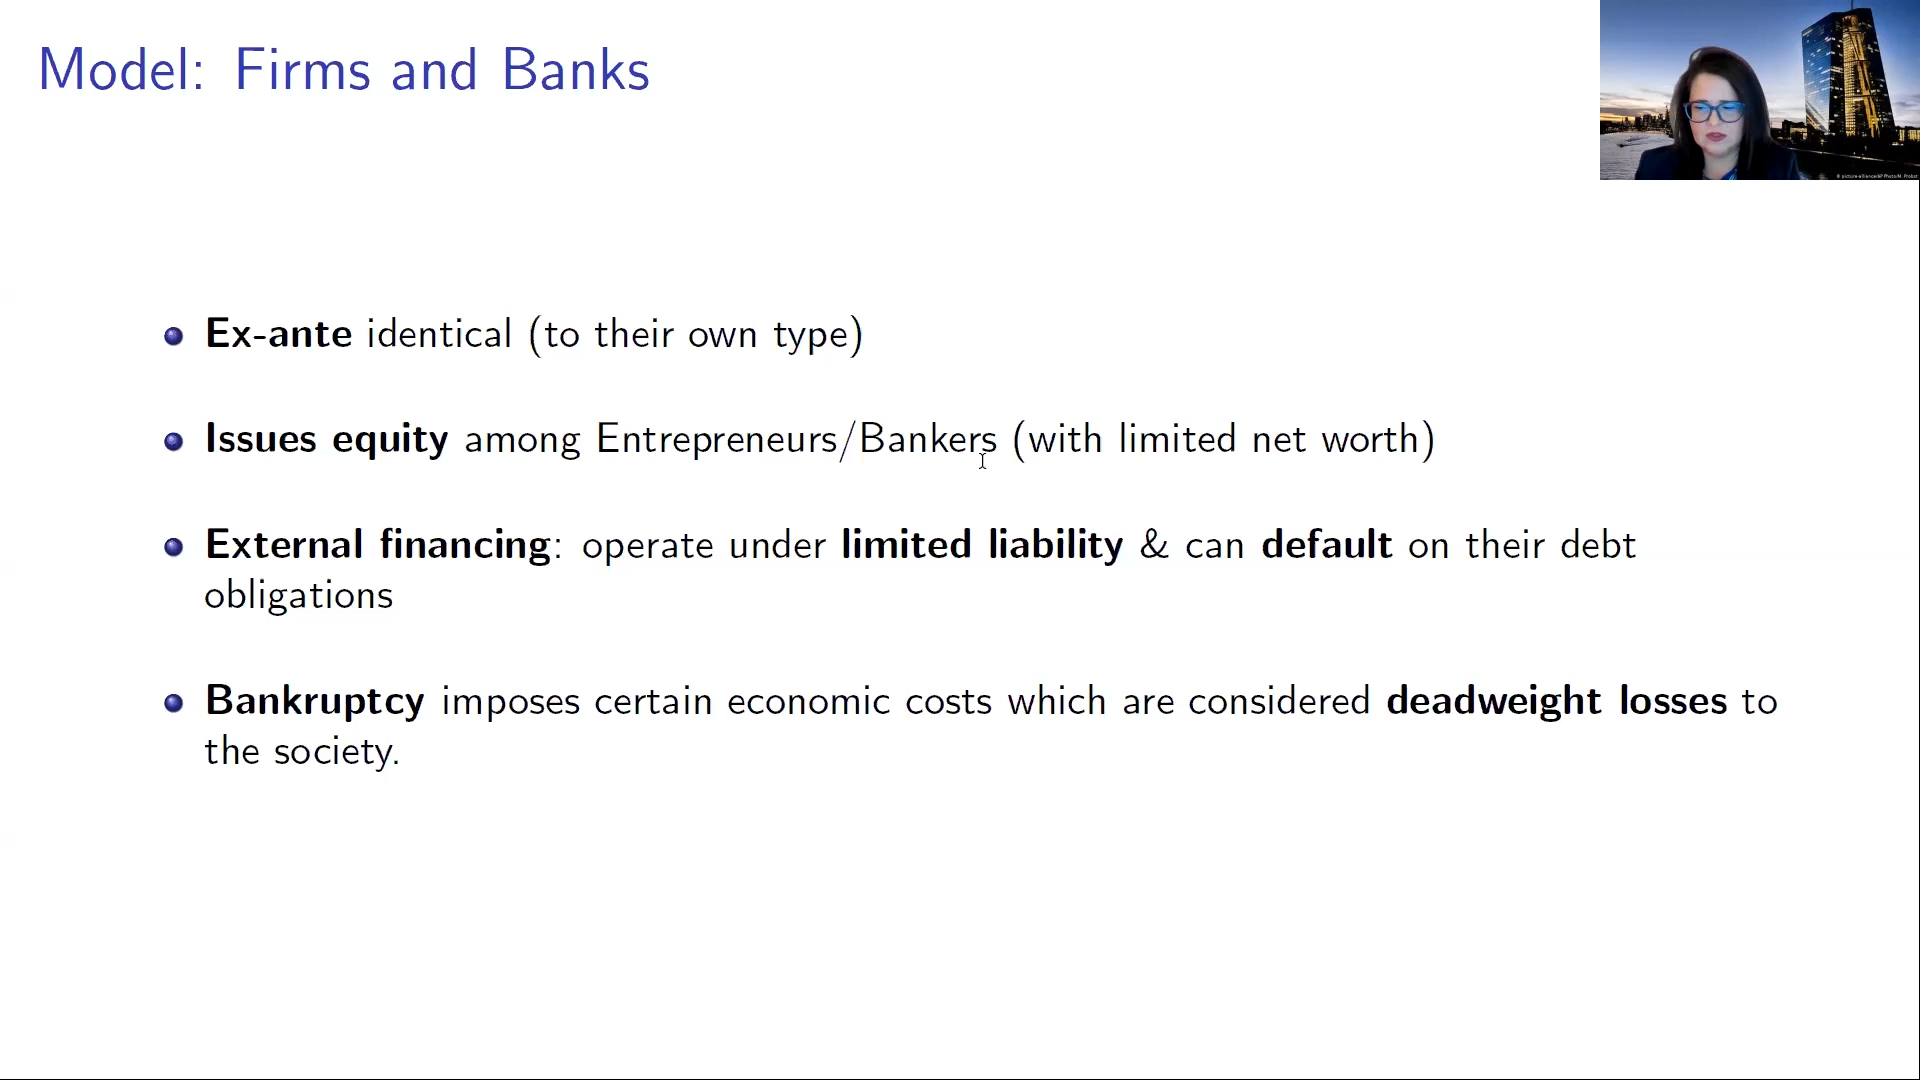 Model: Firms and Banks
Ex-ante identical (to their own type)
Issues equity among Entrepreneurs/Bankers (with limited net worth)
External financing: operate under limited liability & can default on their debt
obligations
Bankruptcy imposes certain economic costs which are considered deadweight losses to
the society.